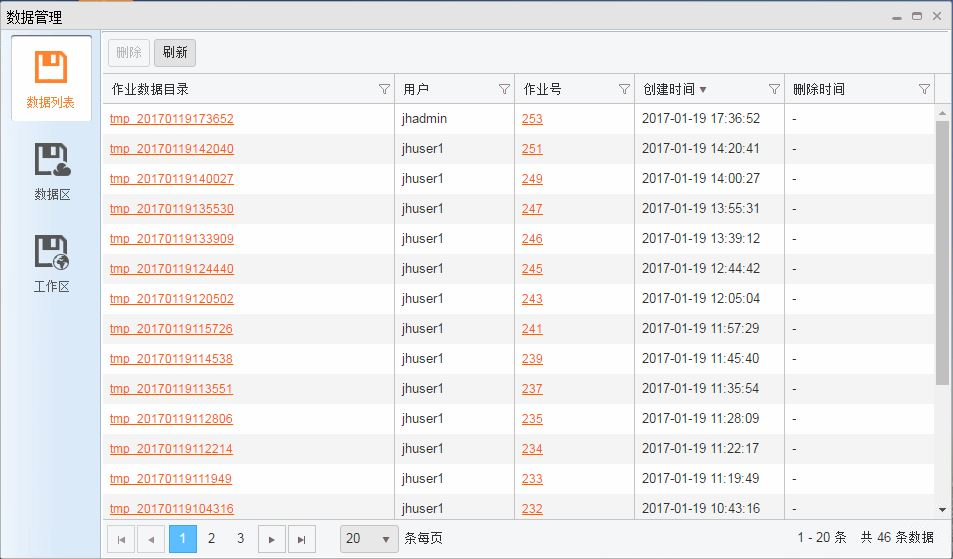 数据管理
数据列表
数据区
工作区
删除 刷新
作业数据目录 用户 作业号 创建时间 删除时间
tmp_20170119173652 jhadmin 253 2017-01-19 17:36:52 -
tmp_20170119142040 jhuser1 251 2017-01-19 14:20:41 -
tmp_20170119140027 jhuser1 249 2017-01-19 14:00:27 -
tmp_20170119135530 jhuser1 247 2017-01-19 13:55:31 -
tmp_20170119133909 jhuser1 246 2017-01-19 13:39:12 -
tmp_20170119124440 jhuser1 245 2017-01-19 12:44:42 -
tmp_20170119120502 jhuser1 243 2017-01-19 12:05:04 -
tmp_20170119115726 jhuser1 241 2017-01-19 11:57:29 -
tmp_20170119114538 jhuser1 239 2017-01-19 11:45:40 -
tmp_20170119113551 jhuser1 237 2017-01-19 11:35:54 -
tmp_20170119112806 jhuser1 235 2017-01-19 11:28:09 -
tmp_20170119112214 jhuser1 234 2017-01-19 11:22:17 -
tmp_20170119111949 jhuser1 233 2017-01-19 11:19:49 -
tmp_20170119104316 jhuser1 232 2017-01-19 10:43:16 -
1 2 3 20 条每页 1 - 20 条 共 46 条数据